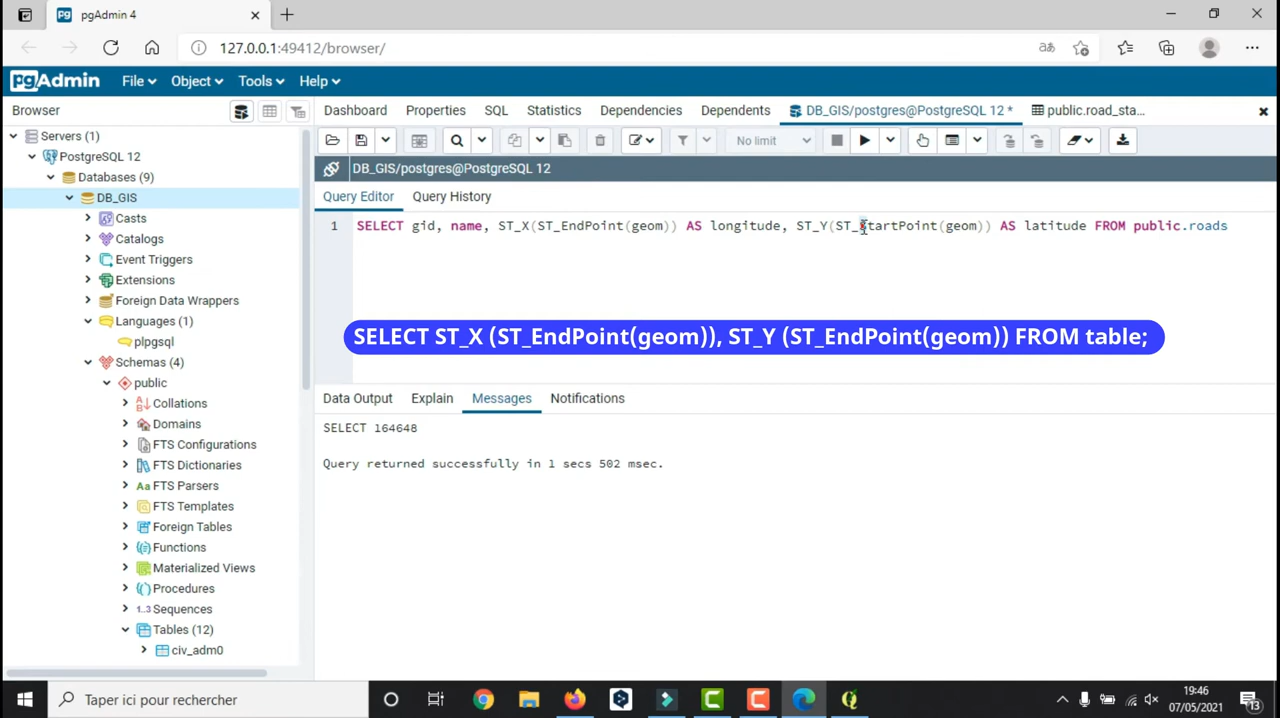 pgAdmin 4
127.0.0.1:49412/browser/
pgAdmin File Object Tools Help
Browser
Dashboard Properties SQL Statistics Dependencies Dependents DB_GIS/postgres@PostgreSQL 12 * public.road_sta...
No limit
DB_GIS/postgres@PostgreSQL 12
Query Editor Query History
1 SELECT gid, name, ST_X(ST_EndPoint(geom)) AS longitude, ST_Y(ST_StartPoint(geom)) AS latitude FROM public.roads
SELECT ST_X (ST_EndPoint(geom)), ST_Y (ST_EndPoint(geom)) FROM table;
Data Output Explain Messages Notifications
SELECT 164648
Query returned successfully in 1 secs 502 msec.
Servers (1)
PostgreSQL 12
Databases (9)
DB_GIS
Casts
Catalogs
Event Triggers
Extensions
Foreign Data Wrappers
Languages (1)
plpgsql
Schemas (4)
public
Collations
Domains
FTS Configurations
FTS Dictionaries
FTS Parsers
FTS Templates
Foreign Tables
Functions
Materialized Views
Procedures
Sequences
Tables (12)
civ_adm0
Taper ici pour rechercher
19:46
07/05/2021
13